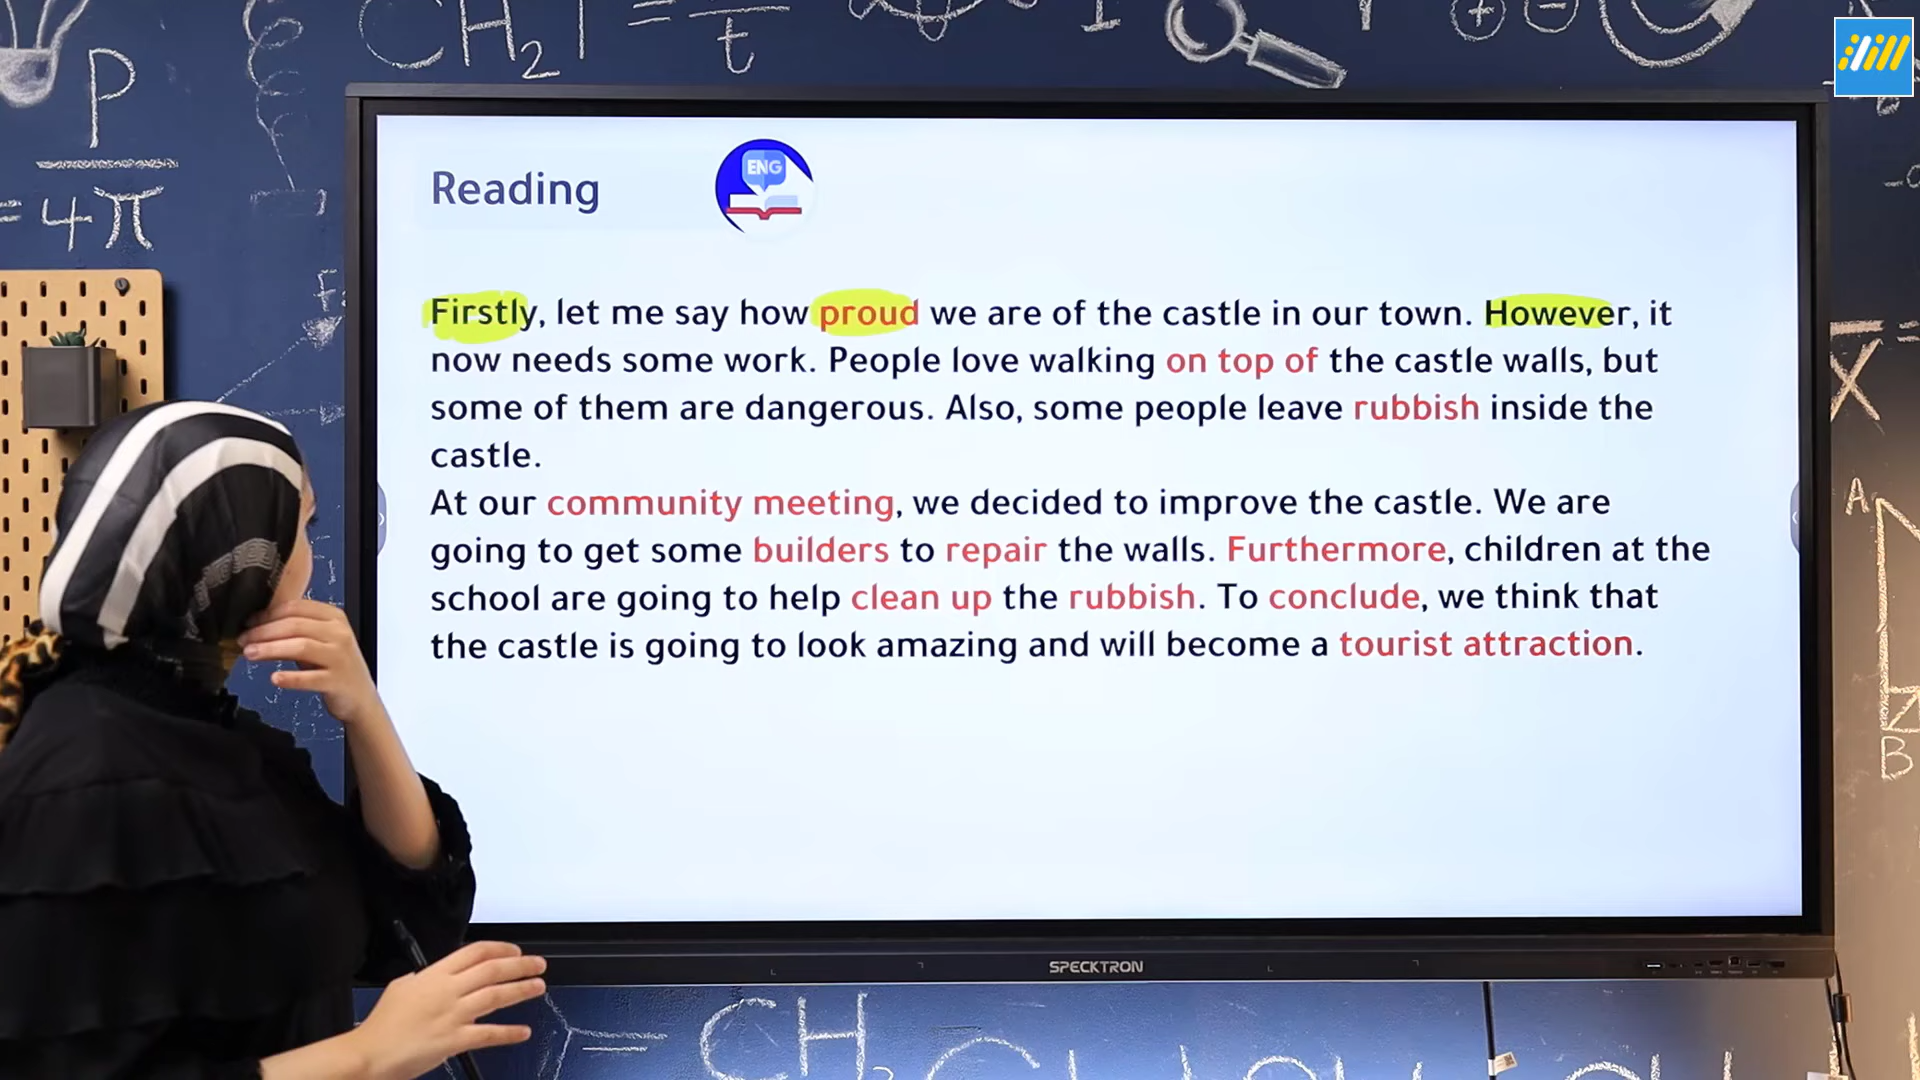 CH₂ = t
P
= 4π
Reading
ENG
Firstly, let me say how proud we are of the castle in our town. However, it
now needs some work. People love walking on top of the castle walls, but
some of them are dangerous. Also, some people leave rubbish inside the
castle.
At our community meeting, we decided to improve the castle. We are
going to get some builders to repair the walls. Furthermore, children at the
school are going to help clean up the rubbish. To conclude, we think that
the castle is going to look amazing and will become a tourist attraction.
X
A
B
SPECKTRON
CH₂